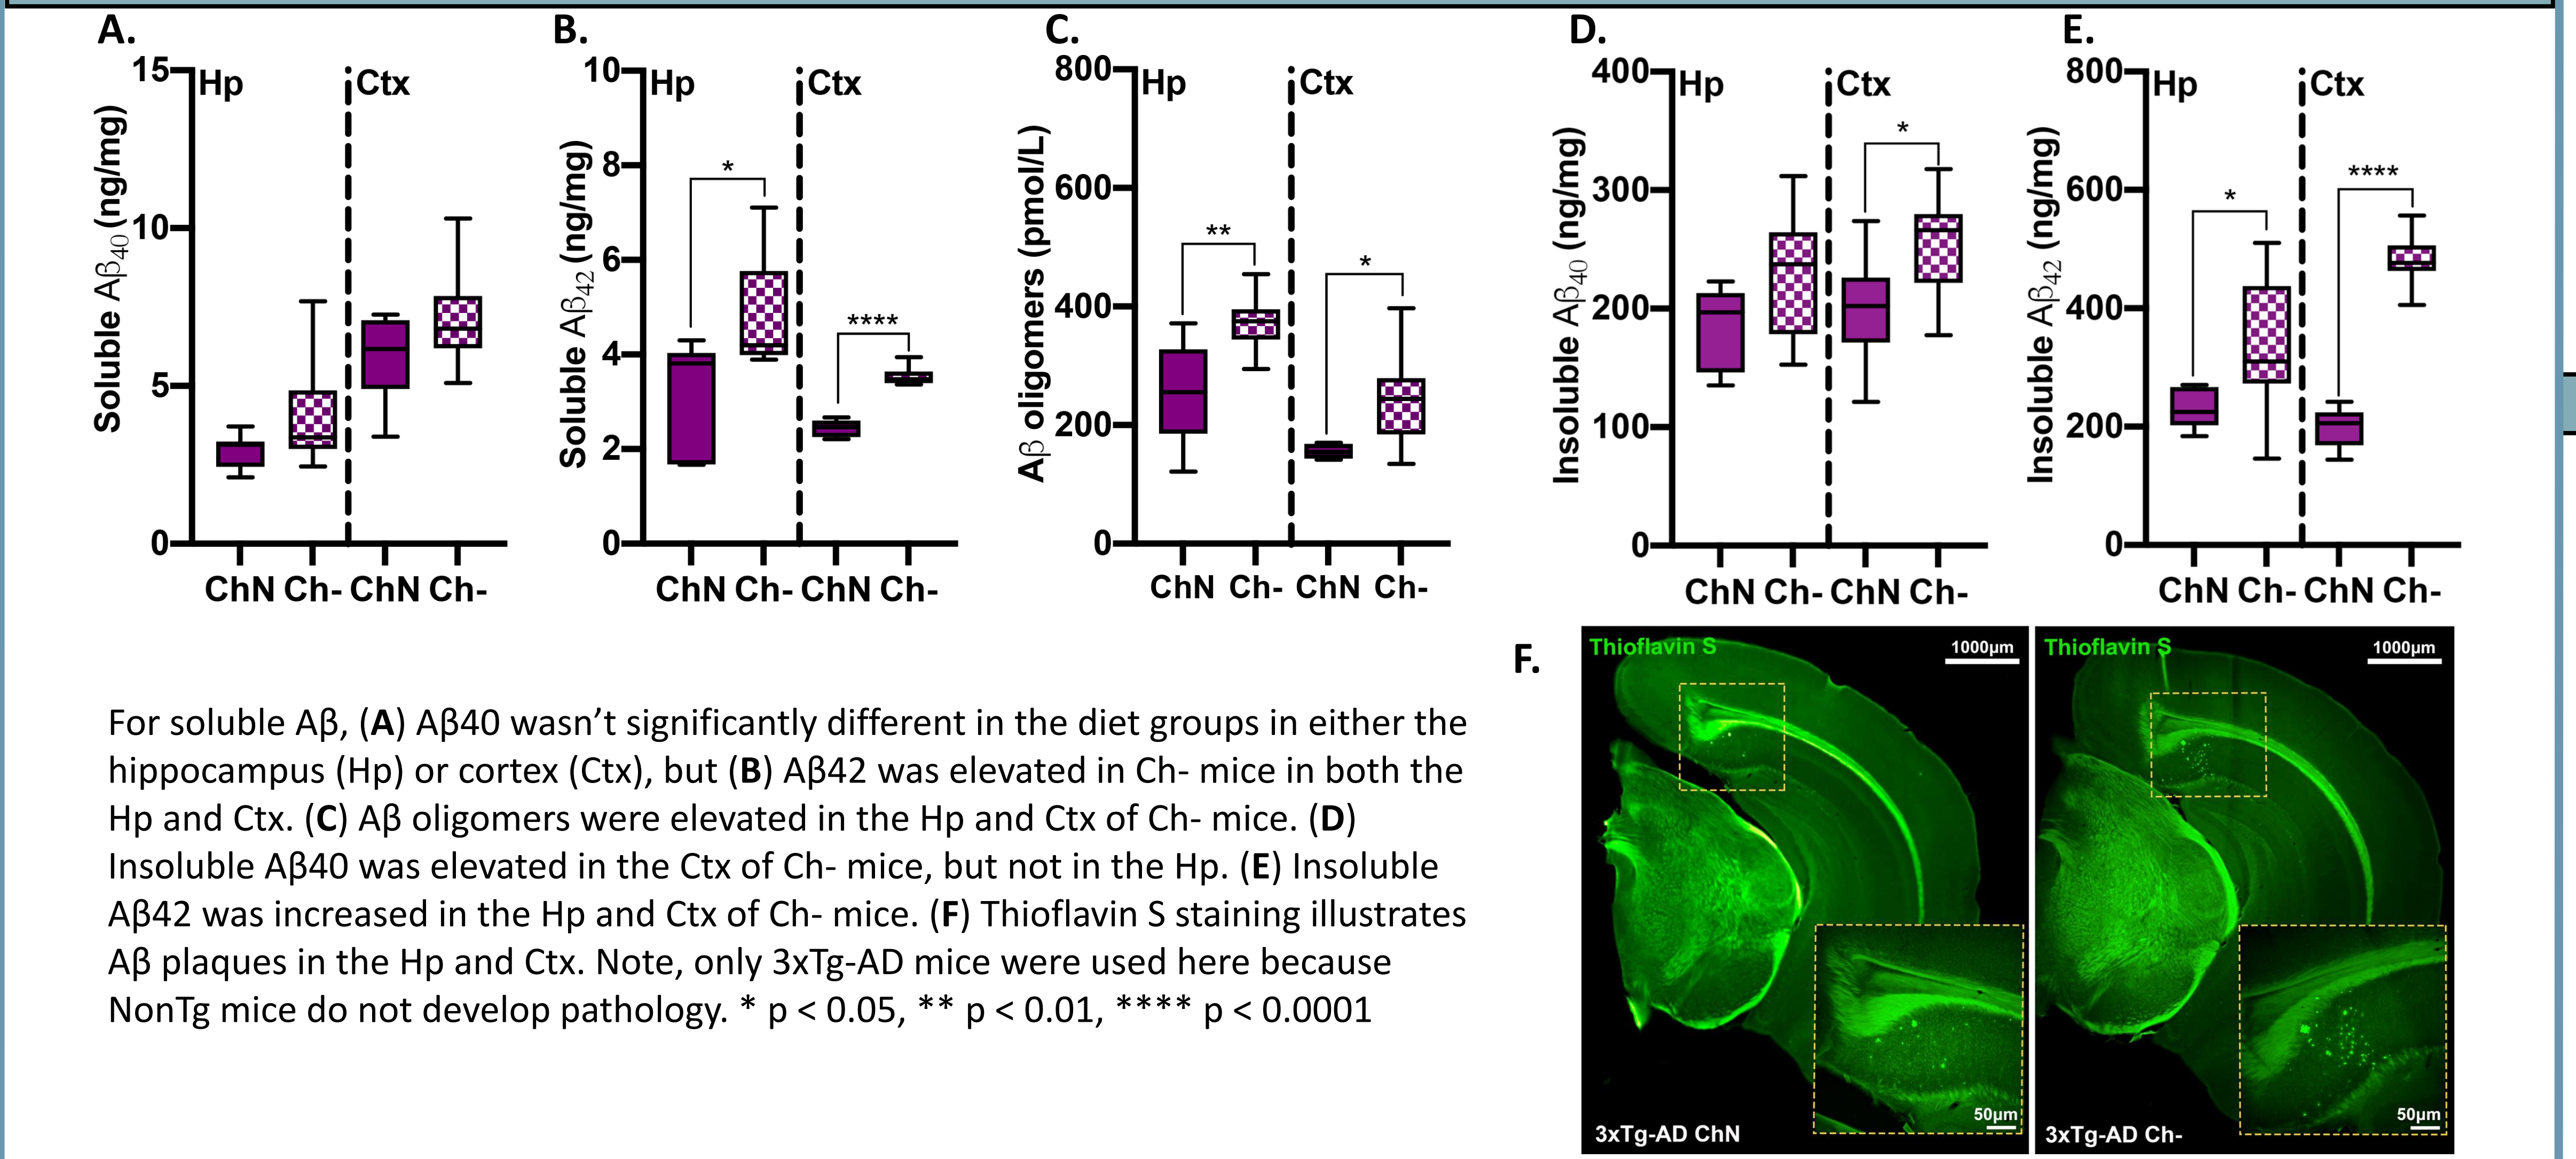 A.
15
10
5
0
Soluble Aβ40 (ng/mg)
Hp
Ctx
ChN Ch- ChN Ch-
B.
10
8
6
4
2
0
Soluble Aβ42 (ng/mg)
Hp
Ctx
*
****
ChN Ch- ChN Ch-
C.
800
600
400
200
0
Aβ oligomers (pmol/L)
Hp
Ctx
**
*
ChN Ch- ChN Ch-
D.
400
300
200
100
0
Insoluble Aβ40 (ng/mg)
Hp
Ctx
*
ChN Ch- ChN Ch-
E.
800
600
400
200
0
Insoluble Aβ42 (ng/mg)
Hp
Ctx
*
****
ChN Ch- ChN Ch-
For soluble Aβ, (A) Aβ40 wasn’t significantly different in the diet groups in either the
hippocampus (Hp) or cortex (Ctx), but (B) Aβ42 was elevated in Ch- mice in both the
Hp and Ctx. (C) Aβ oligomers were elevated in the Hp and Ctx of Ch- mice. (D)
Insoluble Aβ40 was elevated in the Ctx of Ch- mice, but not in the Hp. (E) Insoluble
Aβ42 was increased in the Hp and Ctx of Ch- mice. (F) Thioflavin S staining illustrates
Aβ plaques in the Hp and Ctx. Note, only 3xTg-AD mice were used here because
NonTg mice do not develop pathology. * p < 0.05, ** p < 0.01, **** p < 0.0001
F.
Thioflavin S
1000µm
50µm
3xTg-AD ChN
Thioflavin S
1000µm
50µm
3xTg-AD Ch-